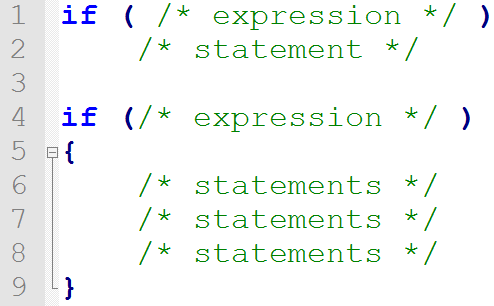 1 if ( /* expression */ )
2     /* statement */
3
4 if (/* expression */ )
5 {
6     /* statements */
7     /* statements */
8     /* statements */
9 }